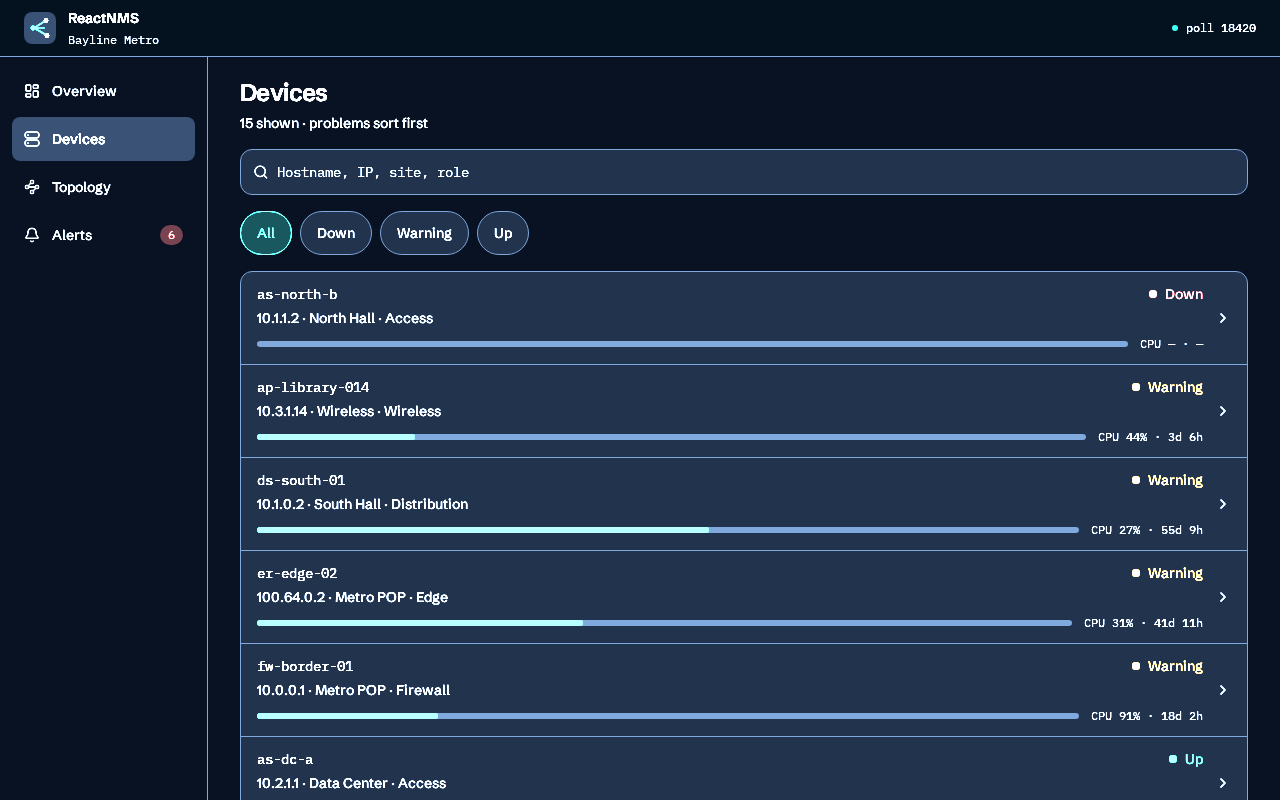 ReactNMS
Bayline Metro
poll 18420
Overview
Devices
Topology
Alerts 6
Devices
15 shown · problems sort first
Hostname, IP, site, role
All Down Warning Up
as-north-b Down
10.1.1.2 · North Hall · Access
CPU — · —
ap-library-014 Warning
10.3.1.14 · Wireless · Wireless
CPU 44% · 3d 6h
ds-south-01 Warning
10.1.0.2 · South Hall · Distribution
CPU 27% · 55d 9h
er-edge-02 Warning
100.64.0.2 · Metro POP · Edge
CPU 31% · 41d 11h
fw-border-01 Warning
10.0.0.1 · Metro POP · Firewall
CPU 91% · 18d 2h
as-dc-a Up
10.2.1.1 · Data Center · Access